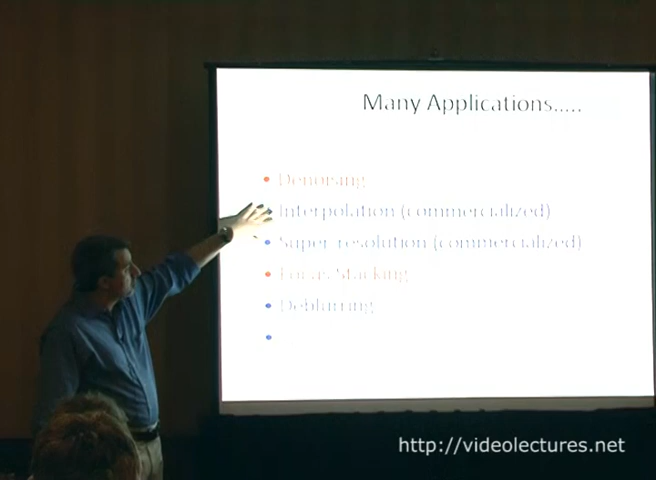 Many Applications.....
Denoising
Interpolation (commercialized)
Super-resolution (commercialized)
Focus Stacking
Deblurring
http://videolectures.net